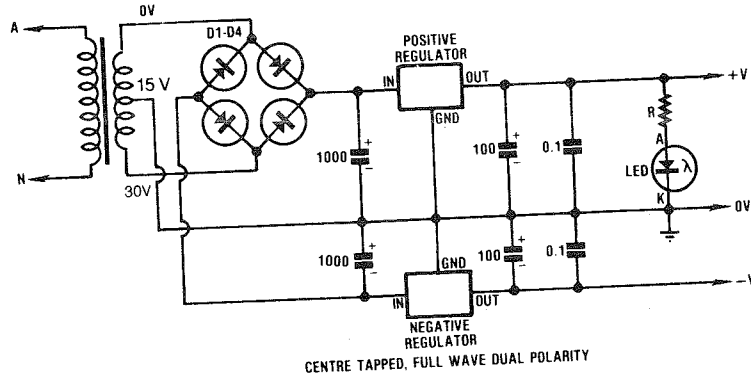 A
0V
D1-D4
15 V
30V
N
POSITIVE
REGULATOR
IN
OUT
GND
+V
1000
+
−
100
+
−
0.1
R
A
LED
λ
K
0V
1000
+
−
GND
100
+
−
0.1
IN
OUT
−V
NEGATIVE
REGULATOR
CENTRE TAPPED, FULL WAVE DUAL POLARITY